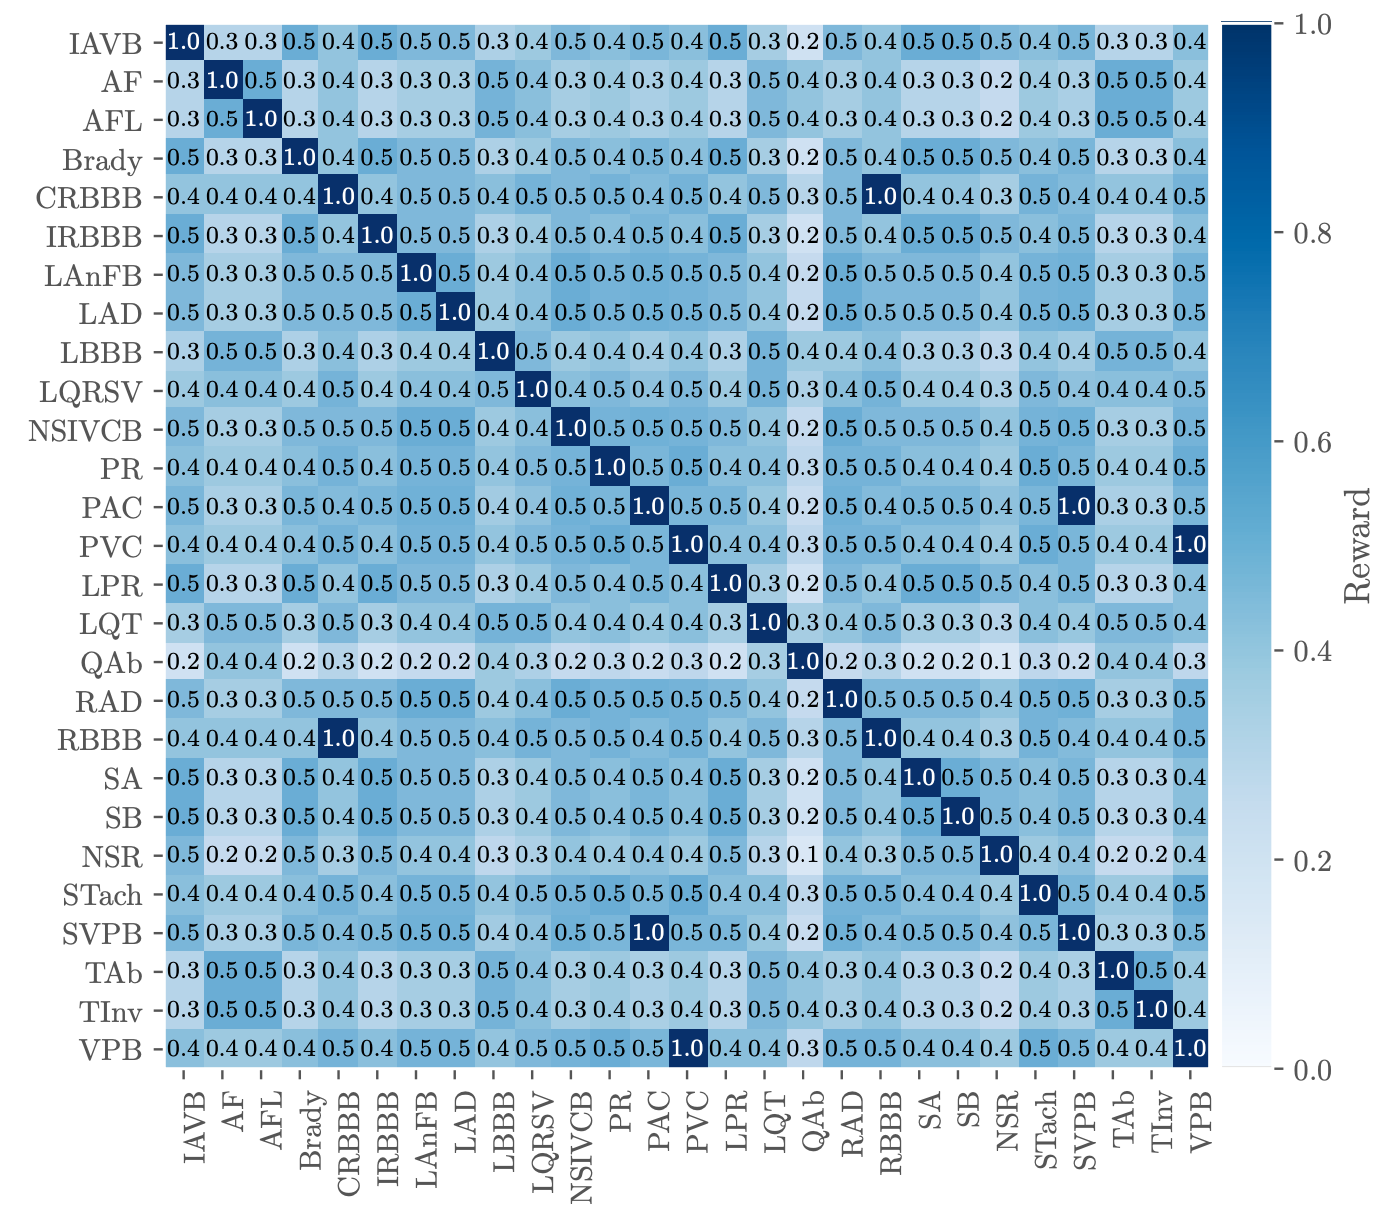 IAVB 1.0 0.3 0.3 0.5 0.4 0.5 0.5 0.5 0.3 0.4 0.5 0.4 0.5 0.4 0.5 0.3 0.2 0.5 0.4 0.5 0.5 0.5 0.4 0.5 0.3 0.3 0.4
AF 0.3 1.0 0.5 0.3 0.4 0.3 0.3 0.3 0.5 0.4 0.3 0.4 0.3 0.4 0.3 0.5 0.4 0.3 0.4 0.3 0.3 0.2 0.4 0.3 0.5 0.5 0.4
AFL 0.3 0.5 1.0 0.3 0.4 0.3 0.3 0.3 0.5 0.4 0.3 0.4 0.3 0.4 0.3 0.5 0.4 0.3 0.4 0.3 0.3 0.2 0.4 0.3 0.5 0.5 0.4
Brady 0.5 0.3 0.3 1.0 0.4 0.5 0.5 0.5 0.3 0.4 0.5 0.4 0.5 0.4 0.5 0.3 0.2 0.5 0.4 0.5 0.5 0.5 0.4 0.5 0.3 0.3 0.4
CRBBB 0.4 0.4 0.4 0.4 1.0 0.4 0.5 0.5 0.4 0.5 0.5 0.5 0.4 0.5 0.4 0.5 0.3 0.5 1.0 0.4 0.4 0.3 0.5 0.4 0.4 0.4 0.5
IRBBB 0.5 0.3 0.3 0.5 0.4 1.0 0.5 0.5 0.3 0.4 0.5 0.4 0.5 0.4 0.5 0.3 0.2 0.5 0.4 0.5 0.5 0.5 0.4 0.5 0.3 0.3 0.4
LAnFB 0.5 0.3 0.3 0.5 0.5 0.5 1.0 0.5 0.4 0.4 0.5 0.5 0.5 0.5 0.5 0.4 0.2 0.5 0.5 0.5 0.5 0.4 0.5 0.5 0.3 0.3 0.5
LAD 0.5 0.3 0.3 0.5 0.5 0.5 0.5 1.0 0.4 0.4 0.5 0.5 0.5 0.5 0.5 0.4 0.2 0.5 0.5 0.5 0.5 0.4 0.5 0.5 0.3 0.3 0.5
LBBB 0.3 0.5 0.5 0.3 0.4 0.3 0.4 0.4 1.0 0.5 0.4 0.4 0.4 0.4 0.3 0.5 0.4 0.4 0.4 0.3 0.3 0.3 0.4 0.4 0.5 0.5 0.4
LQRSV 0.4 0.4 0.4 0.4 0.5 0.4 0.4 0.4 0.5 1.0 0.4 0.5 0.4 0.5 0.4 0.5 0.3 0.4 0.5 0.4 0.4 0.3 0.5 0.4 0.4 0.4 0.5
NSIVCB 0.5 0.3 0.3 0.5 0.5 0.5 0.5 0.5 0.4 0.4 1.0 0.5 0.5 0.5 0.5 0.4 0.2 0.5 0.5 0.5 0.5 0.4 0.5 0.5 0.3 0.3 0.5
PR 0.4 0.4 0.4 0.4 0.5 0.4 0.5 0.5 0.4 0.5 0.5 1.0 0.5 0.5 0.4 0.4 0.3 0.5 0.5 0.4 0.4 0.4 0.5 0.5 0.4 0.4 0.5
PAC 0.5 0.3 0.3 0.5 0.4 0.5 0.5 0.5 0.4 0.4 0.5 0.5 1.0 0.5 0.5 0.4 0.2 0.5 0.4 0.5 0.5 0.4 0.5 1.0 0.3 0.3 0.5
PVC 0.4 0.4 0.4 0.4 0.5 0.4 0.5 0.5 0.4 0.5 0.5 0.5 0.5 1.0 0.4 0.4 0.3 0.5 0.5 0.4 0.4 0.4 0.5 0.5 0.4 0.4 1.0
LPR 0.5 0.3 0.3 0.5 0.4 0.5 0.5 0.5 0.3 0.4 0.5 0.4 0.5 0.4 1.0 0.3 0.2 0.5 0.4 0.5 0.5 0.5 0.4 0.5 0.3 0.3 0.4
LQT 0.3 0.5 0.5 0.3 0.5 0.3 0.4 0.4 0.5 0.5 0.4 0.4 0.4 0.4 0.3 1.0 0.3 0.4 0.5 0.3 0.3 0.3 0.4 0.4 0.5 0.5 0.4
QAb 0.2 0.4 0.4 0.2 0.3 0.2 0.2 0.2 0.4 0.3 0.2 0.3 0.2 0.3 0.2 0.3 1.0 0.2 0.3 0.2 0.2 0.1 0.3 0.2 0.4 0.4 0.3
RAD 0.5 0.3 0.3 0.5 0.5 0.5 0.5 0.5 0.4 0.4 0.5 0.5 0.5 0.5 0.5 0.4 0.2 1.0 0.5 0.5 0.5 0.4 0.5 0.5 0.3 0.3 0.5
RBBB 0.4 0.4 0.4 0.4 1.0 0.4 0.5 0.5 0.4 0.5 0.5 0.5 0.4 0.5 0.4 0.5 0.3 0.5 1.0 0.4 0.4 0.3 0.5 0.4 0.4 0.4 0.5
SA 0.5 0.3 0.3 0.5 0.4 0.5 0.5 0.5 0.3 0.4 0.5 0.4 0.5 0.4 0.5 0.3 0.2 0.5 0.4 1.0 0.5 0.5 0.4 0.5 0.3 0.3 0.4
SB 0.5 0.3 0.3 0.5 0.4 0.5 0.5 0.5 0.3 0.4 0.5 0.4 0.5 0.4 0.5 0.3 0.2 0.5 0.4 0.5 1.0 0.5 0.4 0.5 0.3 0.3 0.4
NSR 0.5 0.2 0.2 0.5 0.3 0.5 0.4 0.4 0.3 0.3 0.4 0.4 0.4 0.4 0.5 0.3 0.1 0.4 0.3 0.5 0.5 1.0 0.4 0.4 0.2 0.2 0.4
STach 0.4 0.4 0.4 0.4 0.5 0.4 0.5 0.5 0.4 0.5 0.5 0.5 0.5 0.5 0.4 0.4 0.3 0.5 0.5 0.4 0.4 0.4 1.0 0.5 0.4 0.4 0.5
SVPB 0.5 0.3 0.3 0.5 0.4 0.5 0.5 0.5 0.4 0.4 0.5 0.5 1.0 0.5 0.5 0.4 0.2 0.5 0.4 0.5 0.5 0.4 0.5 1.0 0.3 0.3 0.5
TAb 0.3 0.5 0.5 0.3 0.4 0.3 0.3 0.3 0.5 0.4 0.3 0.4 0.3 0.4 0.3 0.5 0.4 0.3 0.4 0.3 0.3 0.2 0.4 0.3 1.0 0.5 0.4
TInv 0.3 0.5 0.5 0.3 0.4 0.3 0.3 0.3 0.5 0.4 0.3 0.4 0.3 0.4 0.3 0.5 0.4 0.3 0.4 0.3 0.3 0.2 0.4 0.3 0.5 1.0 0.4
VPB 0.4 0.4 0.4 0.4 0.5 0.4 0.5 0.5 0.4 0.5 0.5 0.5 0.5 1.0 0.4 0.4 0.3 0.5 0.5 0.4 0.4 0.4 0.5 0.5 0.4 0.4 1.0
IAVB AF AFL Brady CRBBB IRBBB LAnFB LAD LBBB LQRSV NSIVCB PR PAC PVC LPR LQT QAb RAD RBBB SA SB NSR STach SVPB TAb TInv VPB
1.0
0.8
0.6
0.4
0.2
0.0
Reward